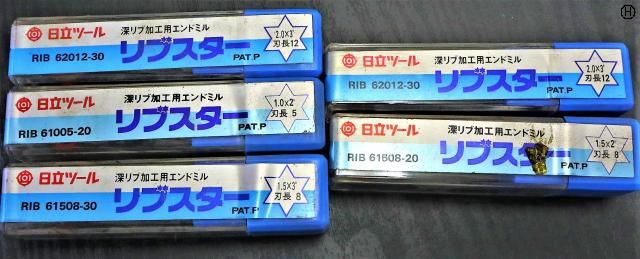 H
日立ツール
深リブ加工用エンドミル
RIB 62012-30
リブスター
PAT.P
2.0×3°
刃長12
日立ツール
深リブ加工用エンドミル
RIB 61005-20
リブスター
PAT.P
1.0×2°
刃長 5
日立ツール
深リブ加工用エンドミル
RIB 61508-30
リブスター
PAT.P
1.5×3°
刃長 8
日立ツール
深リブ加工用エンドミル
RIB 62012-30
リブスター
PAT.P
2.0×3°
刃長12
日立ツール
深リブ加工用エンドミル
RIB 61508-20
リブスター
PAT.P
1.5×2°
刃長 8